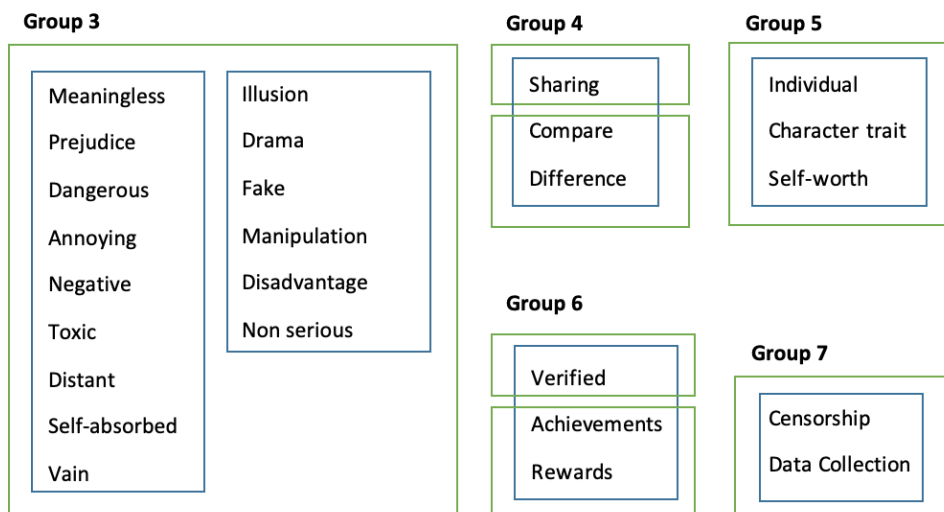 Group 3
Meaningless
Prejudice
Dangerous
Annoying
Negative
Toxic
Distant
Self-absorbed
Vain
Illusion
Drama
Fake
Manipulation
Disadvantage
Non serious
Group 4
Sharing
Compare
Difference
Group 5
Individual
Character trait
Self-worth
Group 6
Verified
Achievements
Rewards
Group 7
Censorship
Data Collection